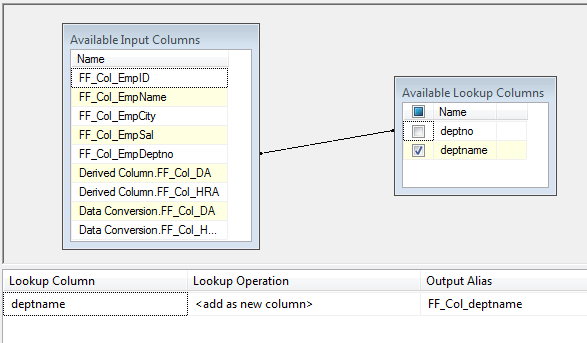 Available Input Columns
Name
FF_Col_EmpID
FF_Col_EmpName
FF_Col_EmpCity
FF_Col_EmpSal
FF_Col_EmpDeptno
Derived Column.FF_Col_DA
Derived Column.FF_Col_HRA
Data Conversion.FF_Col_DA
Data Conversion.FF_Col_H...
Available Lookup Columns
Name
deptno
deptname
Lookup Column Lookup Operation Output Alias
deptname <add as new column> FF_Col_deptname